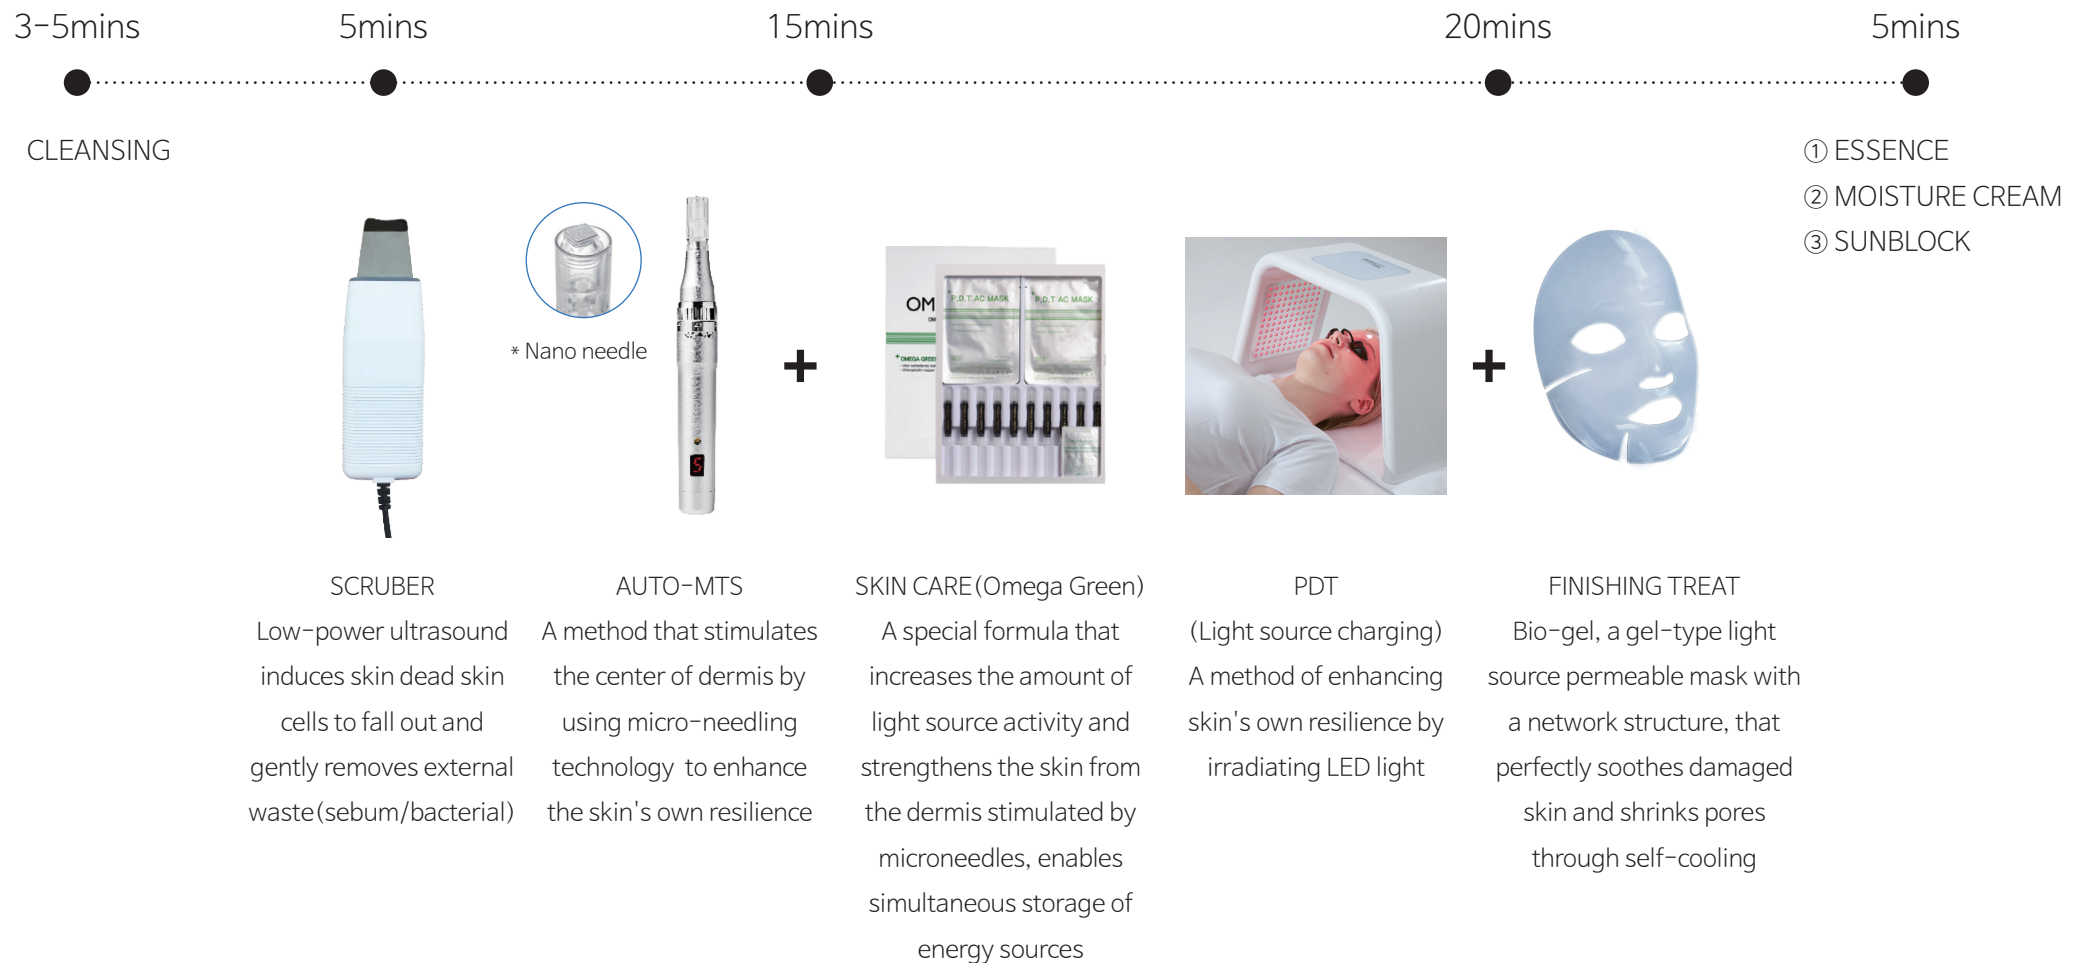 3-5mins
5mins
15mins
20mins
5mins
CLEANSING
① ESSENCE
② MOISTURE CREAM
③ SUNBLOCK
* Nano needle
OM
P.D.T AC MASK
P.D.T AC MASK
SCRUBER
Low-power ultrasound
induces skin dead skin
cells to fall out and
gently removes external
waste(sebum/bacterial)
AUTO-MTS
A method that stimulates
the center of dermis by
using micro-needling
technology to enhance
the skin's own resilience
SKIN CARE(Omega Green)
A special formula that
increases the amount of
light source activity and
strengthens the skin from
the dermis stimulated by
microneedles, enables
simultaneous storage of
energy sources
PDT
(Light source charging)
A method of enhancing
skin's own resilience by
irradiating LED light
FINISHING TREAT
Bio-gel, a gel-type light
source permeable mask with
a network structure, that
perfectly soothes damaged
skin and shrinks pores
through self-cooling